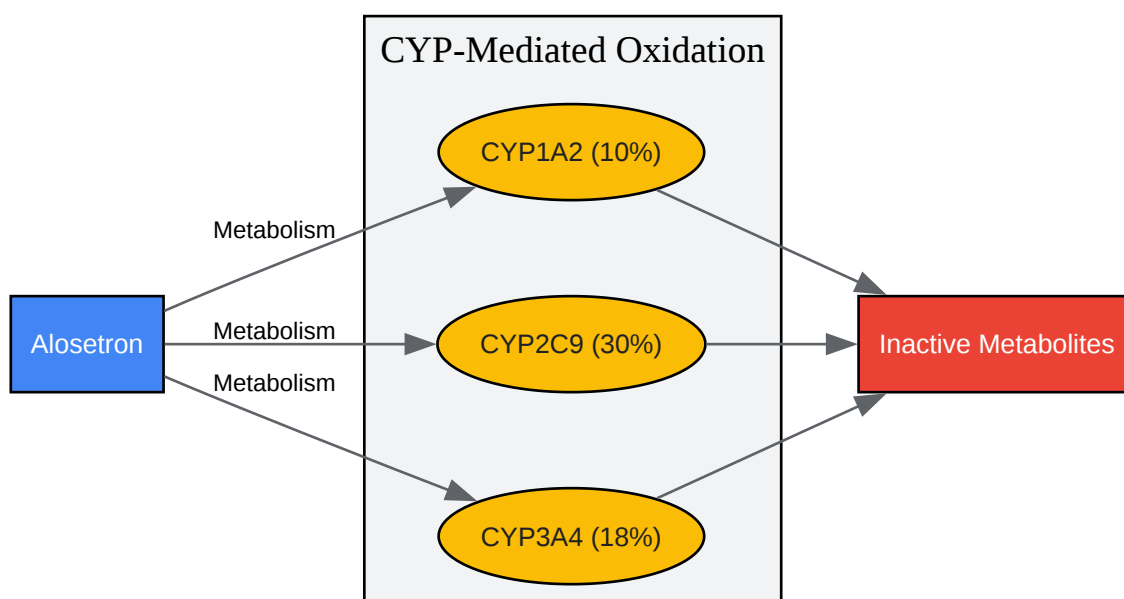 CYP-Mediated Oxidation
CYP1A2 (10%)
Metabolism
Alosetron
Metabolism
CYP2C9 (30%)
Inactive Metabolites
Metabolism
CYP3A4 (18%)